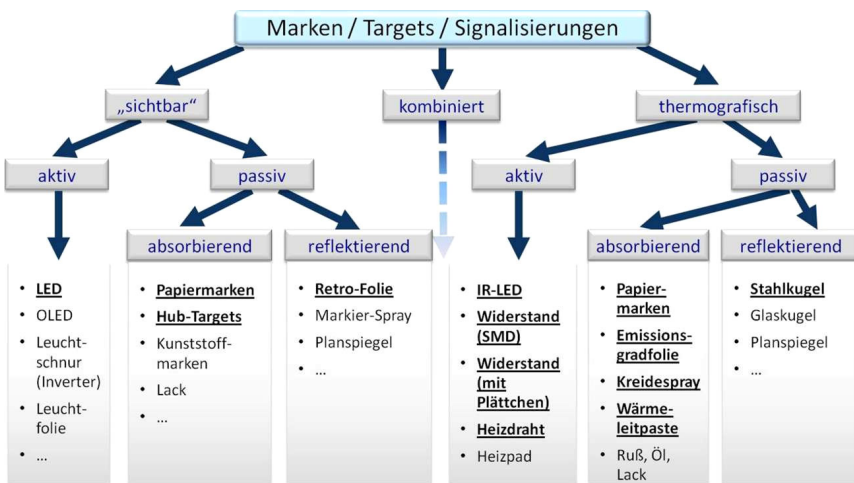 Marken / Targets / Signalisierungen
„sichtbar“
kombiniert
thermografisch
aktiv
passiv
aktiv
passiv
absorbierend
reflektierend
absorbierend
reflektierend
• LED
• OLED
• Leucht-
schnur
(Inverter)
• Leucht-
folie
• ...
• Papiermarken
• Hub-Targets
• Kunststoff-
marken
• Lack
• ...
• Retro-Folie
• Markier-Spray
• Planspiegel
• ...
• IR-LED
• Widerstand
(SMD)
• Widerstand
(mit
Plättchen)
• Heizdraht
• Heizpad
• Papier-
marken
• Emissions-
gradfolie
• Kreidespray
• Wärme-
leitpaste
• Ruß, Öl,
Lack
• Stahlkugel
• Glaskugel
• Planspiegel
• ...